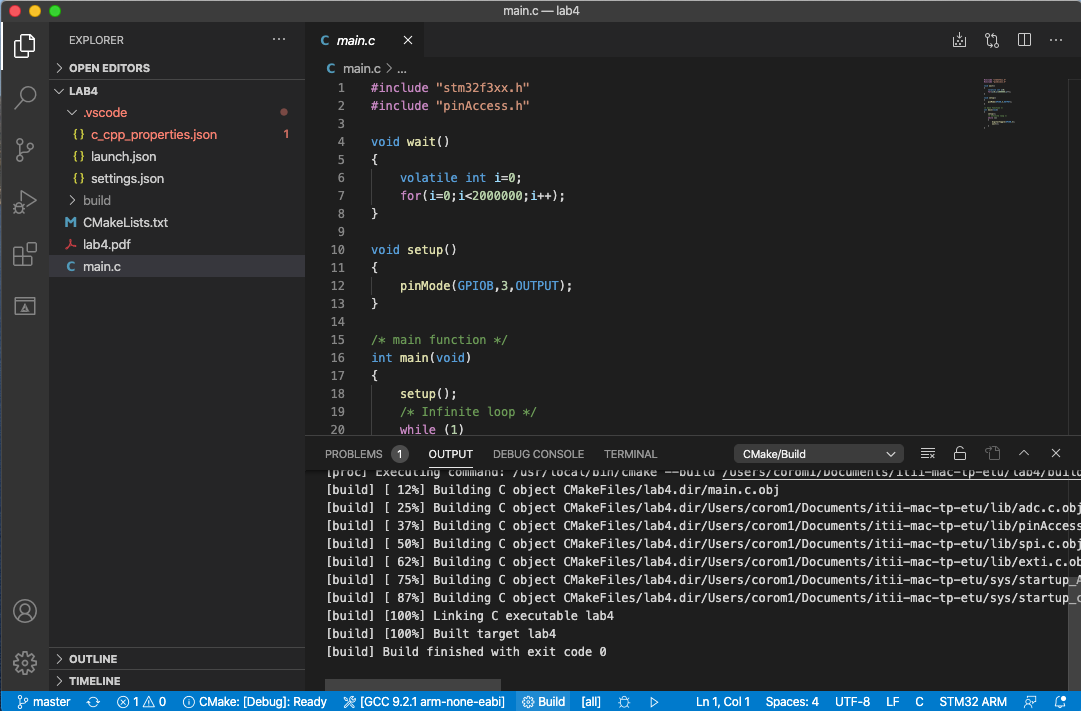 main.c — lab4
EXPLORER
OPEN EDITORS
LAB4
.vscode
{} c_cpp_properties.json 1
{} launch.json
{} settings.json
build
M CMakeLists.txt
lab4.pdf
C main.c
OUTLINE
TIMELINE
C main.c
C main.c > ...
1 #include "stm32f3xx.h"
2 #include "pinAccess.h"
3
4 void wait()
5 {
6 volatile int i=0;
7 for(i=0;i<2000000;i++);
8 }
9
10 void setup()
11 {
12 pinMode(GPIOB,3,OUTPUT);
13 }
14
15 /* main function */
16 int main(void)
17 {
18 setup();
19 /* Infinite loop */
20 while (1)
PROBLEMS 1 OUTPUT DEBUG CONSOLE TERMINAL CMake/Build
[proc] Executing command: /usr/local/bin/cmake --build /Users/corom1/Documents/itii-mac-tp-etu/lab4/build
[build] [ 12%] Building C object CMakeFiles/lab4.dir/main.c.obj
[build] [ 25%] Building C object CMakeFiles/lab4.dir/Users/corom1/Documents/itii-mac-tp-etu/lib/adc.c.obj
[build] [ 37%] Building C object CMakeFiles/lab4.dir/Users/corom1/Documents/itii-mac-tp-etu/lib/pinAccess
[build] [ 50%] Building C object CMakeFiles/lab4.dir/Users/corom1/Documents/itii-mac-tp-etu/lib/spi.c.obj
[build] [ 62%] Building C object CMakeFiles/lab4.dir/Users/corom1/Documents/itii-mac-tp-etu/lib/exti.c.ob
[build] [ 75%] Building C object CMakeFiles/lab4.dir/Users/corom1/Documents/itii-mac-tp-etu/sys/startup_A
[build] [ 87%] Building C object CMakeFiles/lab4.dir/Users/corom1/Documents/itii-mac-tp-etu/sys/startup_c
[build] [100%] Linking C executable lab4
[build] [100%] Built target lab4
[build] Build finished with exit code 0
master 1 0 CMake: [Debug]: Ready [GCC 9.2.1 arm-none-eabi] Build [all] Ln 1, Col 1 Spaces: 4 UTF-8 LF C STM32 ARM